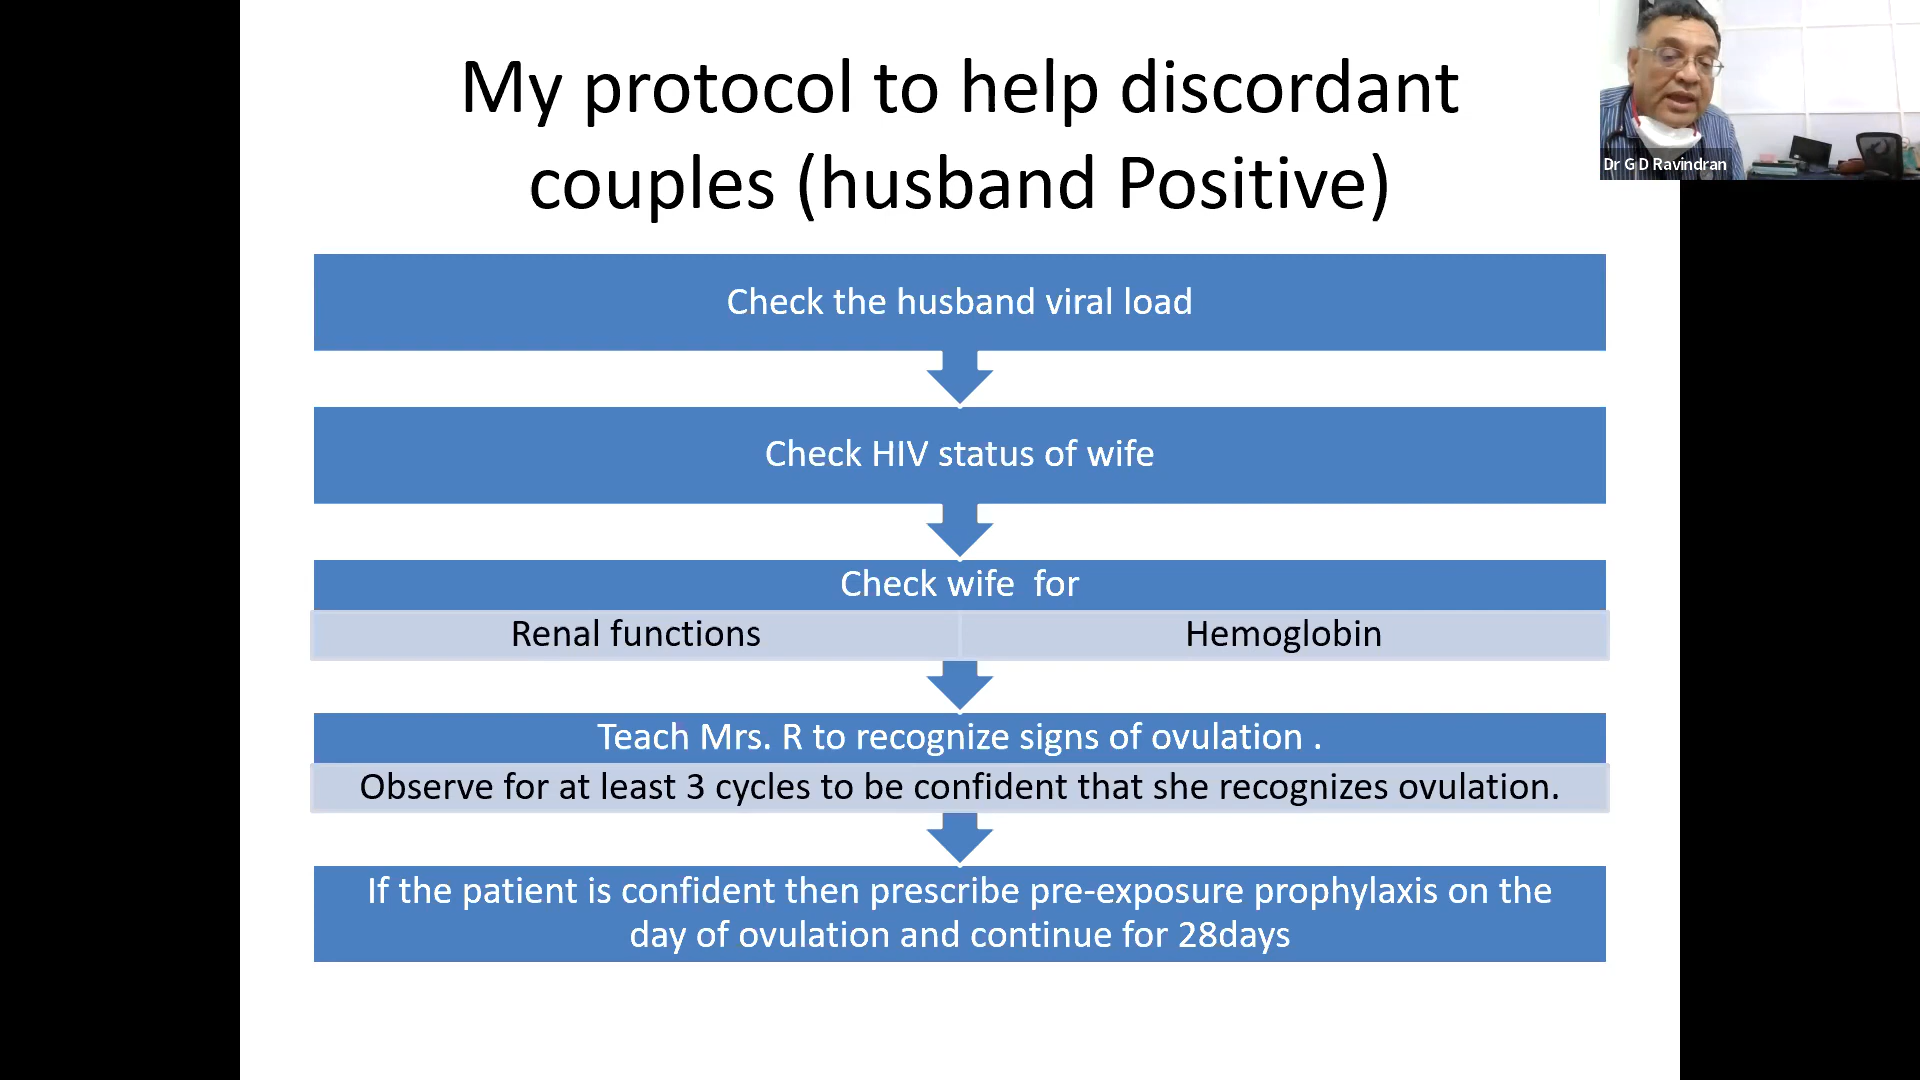 My protocol to help discordant
couples (husband Positive)
Dr G D Ravindran
Check the husband viral load
Check HIV status of wife
Check wife  for
Renal functions
Hemoglobin
Teach Mrs. R to recognize signs of ovulation .
Observe for at least 3 cycles to be confident that she recognizes ovulation.
If the patient is confident then prescribe pre-exposure prophylaxis on the
day of ovulation and continue for 28days